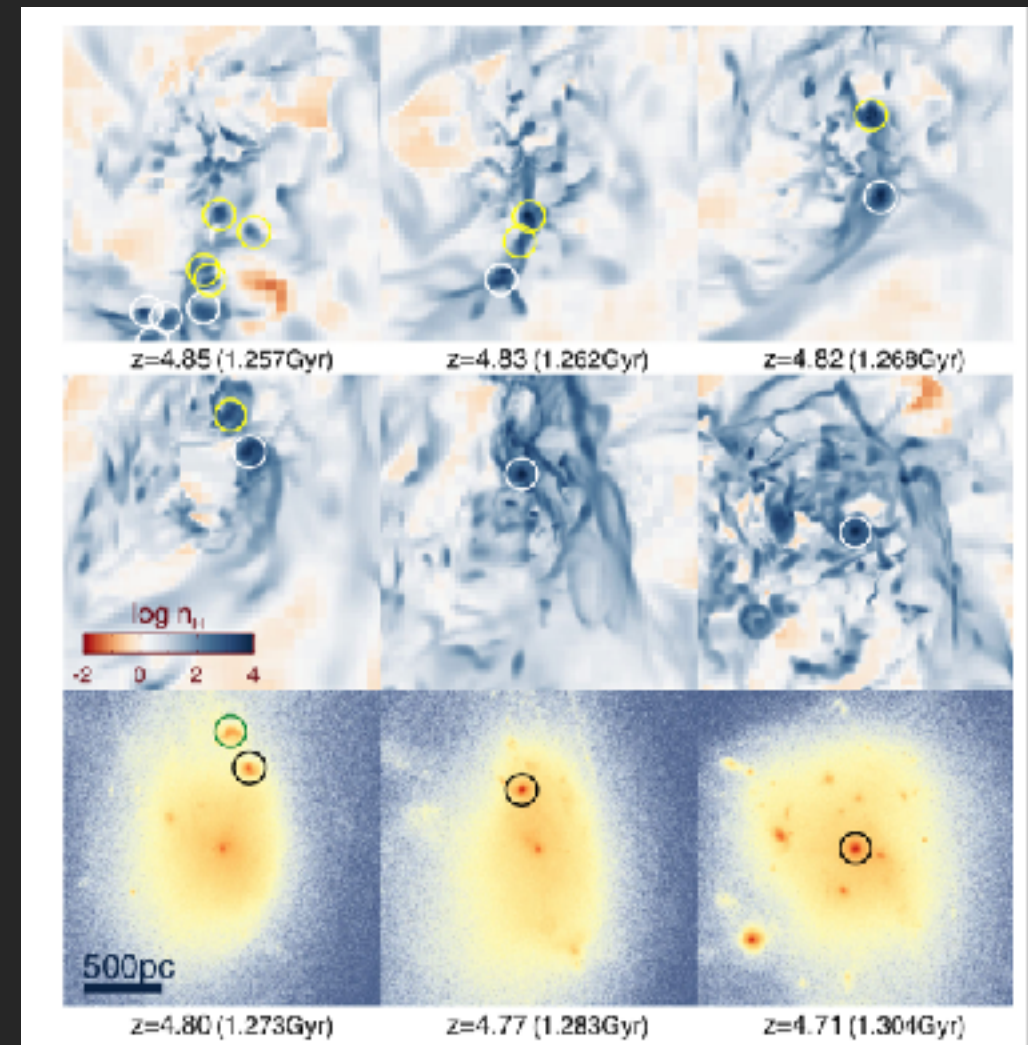 z=4.85 (1.257Gyr)
z=4.83 (1.262Gyr)
z=4.82 (1.268Gyr)
log n_H
-2 0 2 4
500pc
z=4.80 (1.273Gyr)
z=4.77 (1.283Gyr)
z=4.71 (1.304Gyr)